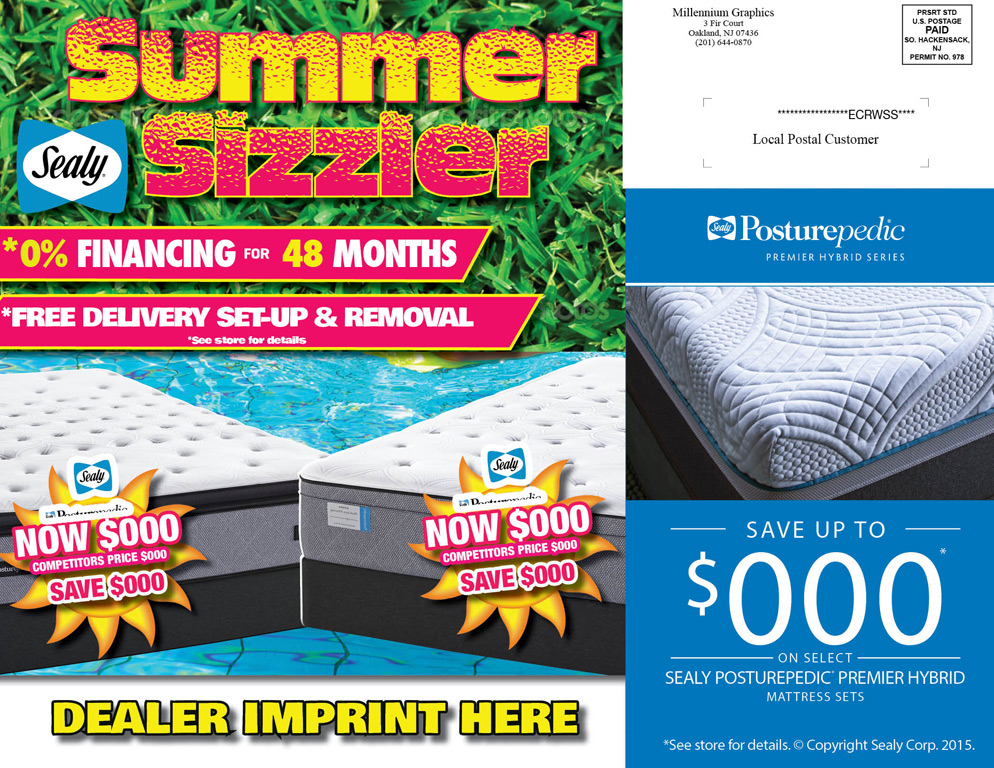 Summer
Sizzler
Sealy
*0% FINANCING FOR 48 MONTHS
*FREE DELIVERY SET-UP & REMOVAL
*See store for details
Sealy
Posturepedic
NOW $000
COMPETITORS PRICE $000
SAVE $000
Sealy
Posturepedic
NOW $000
COMPETITORS PRICE $000
SAVE $000
DEALER IMPRINT HERE
Millennium Graphics
3 Fir Court
Oakland, NJ 07436
(201) 644-0870
PRSRT STD
U.S. POSTAGE
PAID
SO. HACKENSACK,
NJ
PERMIT NO. 978
*****************ECRWSS****
Local Postal Customer
Sealy Posturepedic
PREMIER HYBRID SERIES
SAVE UP TO
$000*
ON SELECT
SEALY POSTUREPEDIC® PREMIER HYBRID
MATTRESS SETS
*See store for details. © Copyright Sealy Corp. 2015.